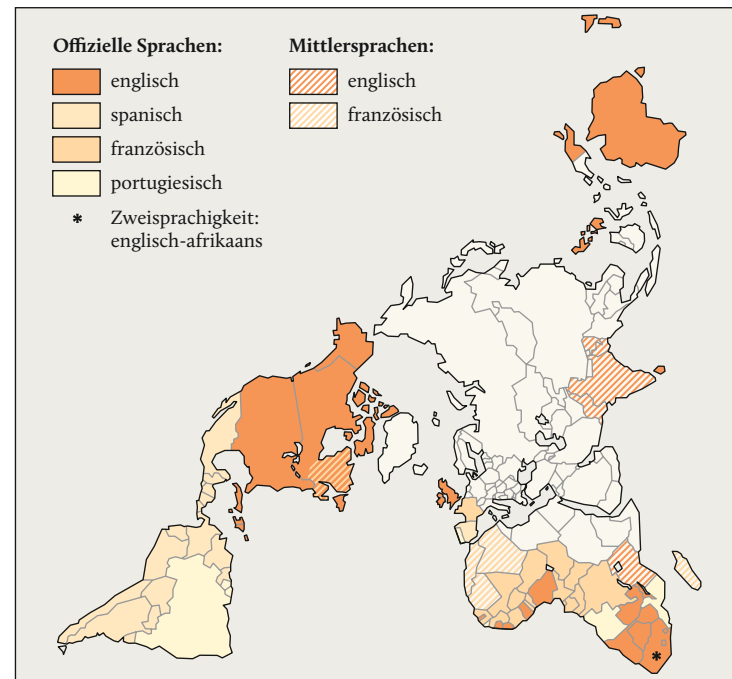 Offizielle Sprachen:
englisch
spanisch
französisch
portugiesisch
* Zweisprachigkeit:
englisch-afrikaans
Mittlersprachen:
englisch
französisch
*